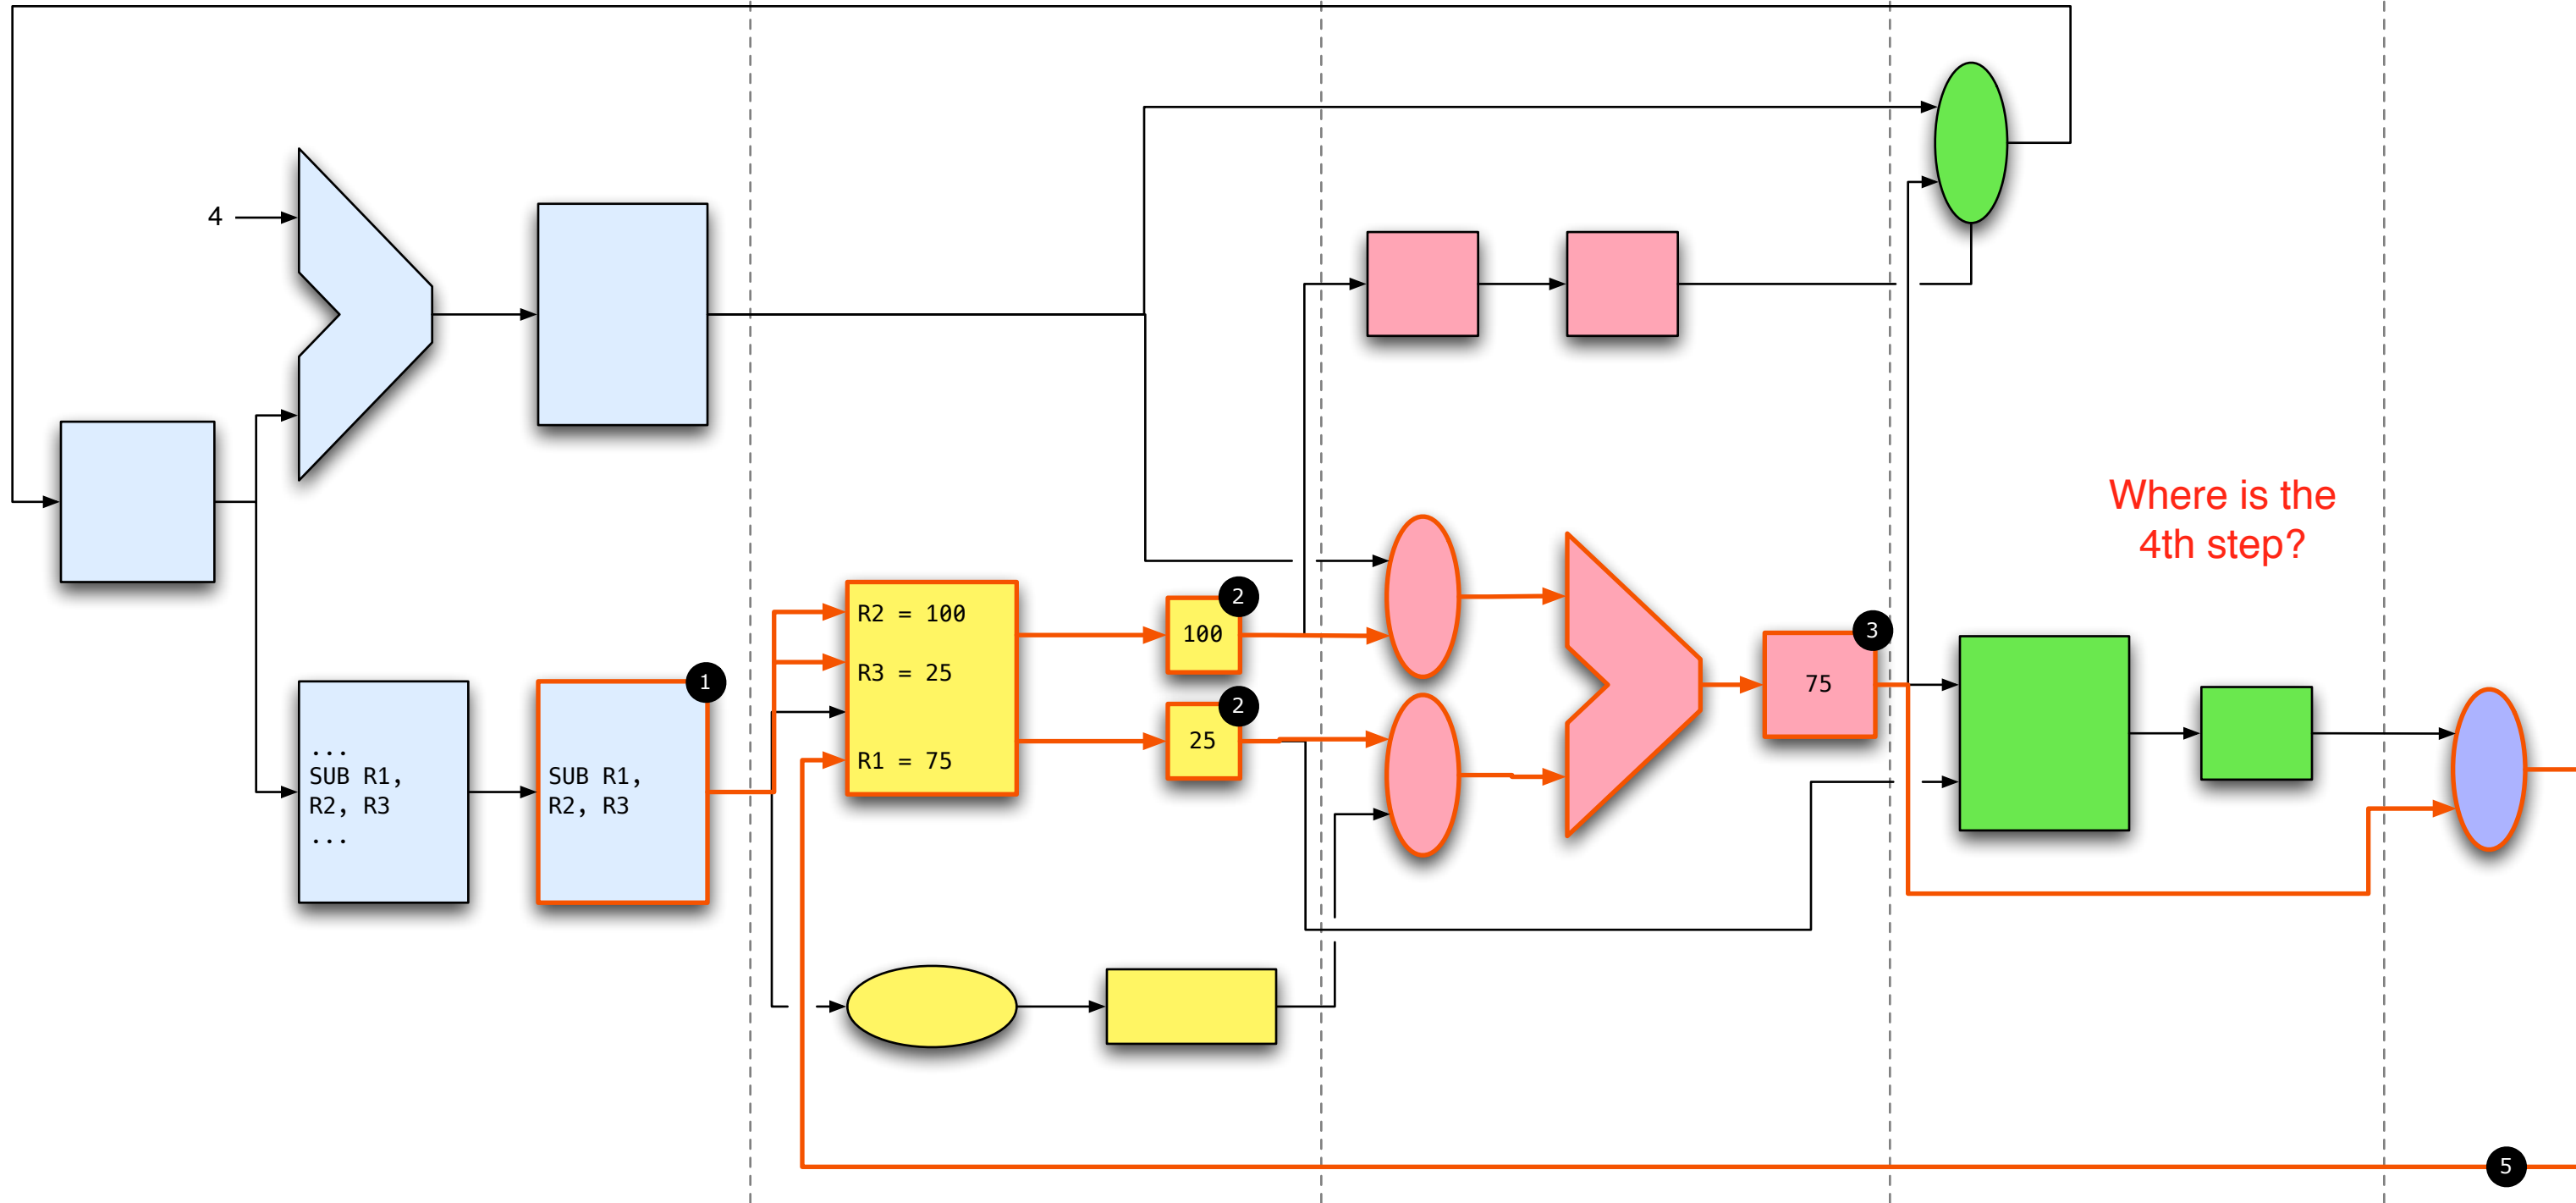 4
Where is the
4th step?
2
R2 = 100
100
3
R3 = 25
75
1
2
25
R1 = 75
...
SUB R1,
R2, R3
...
SUB R1,
R2, R3
5